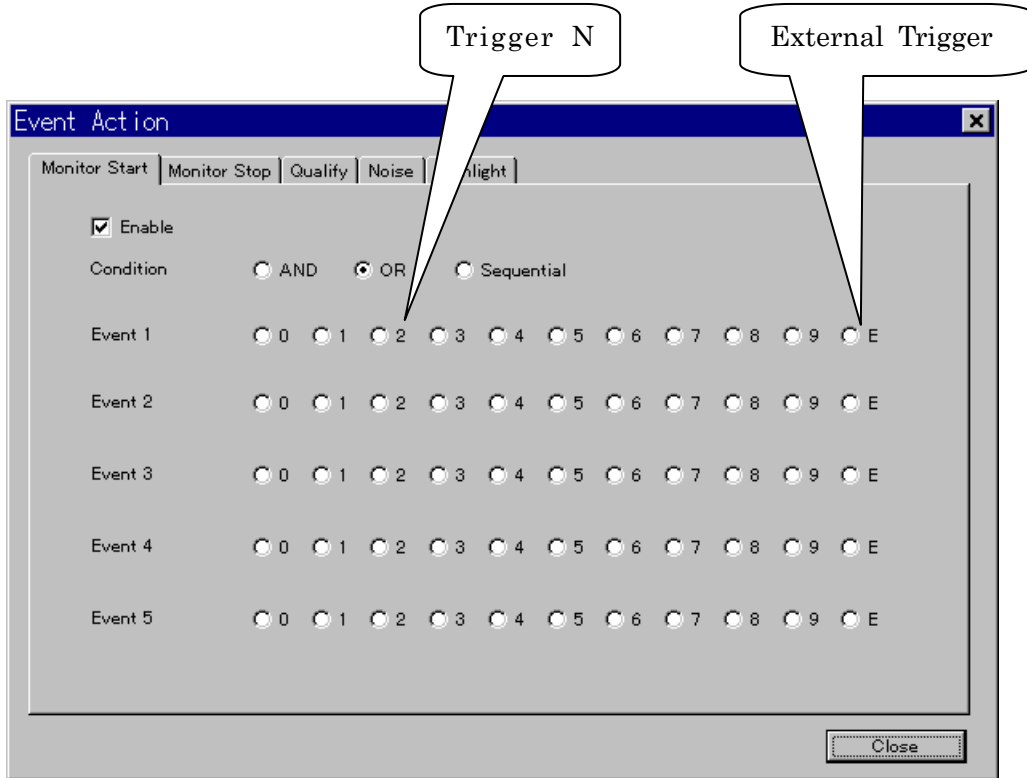 Trigger N
External Trigger
Event Action
Monitor Start Monitor Stop Qualify Noise light
Enable
Condition AND OR Sequential
Event 1 0 1 2 3 4 5 6 7 8 9 E
Event 2 0 1 2 3 4 5 6 7 8 9 E
Event 3 0 1 2 3 4 5 6 7 8 9 E
Event 4 0 1 2 3 4 5 6 7 8 9 E
Event 5 0 1 2 3 4 5 6 7 8 9 E
Close